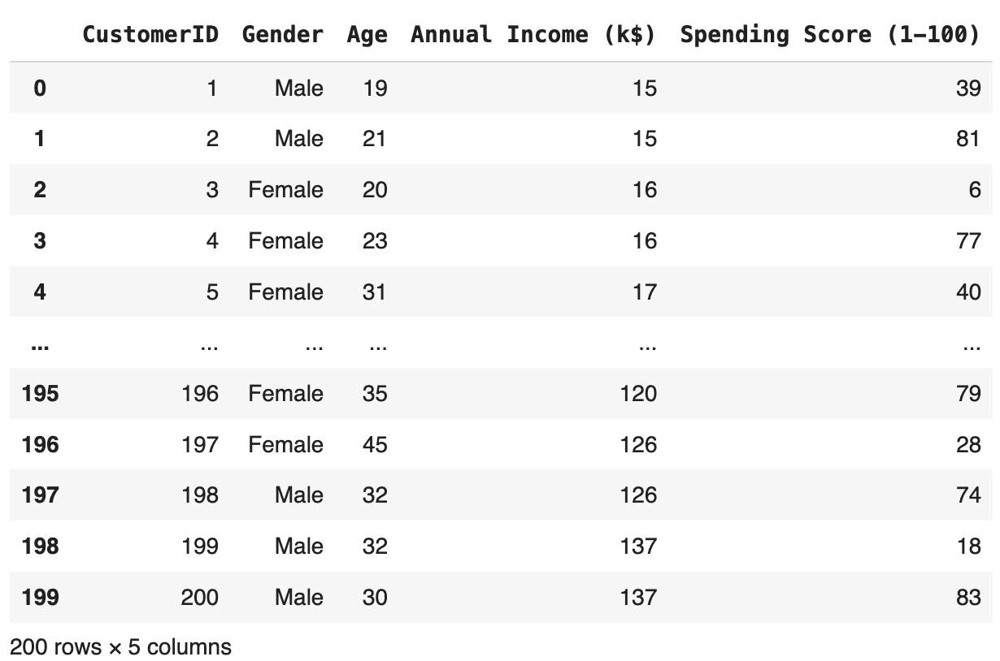 CustomerID Gender Age Annual Income (k$) Spending Score (1-100)
0 1 Male 19 15 39
1 2 Male 21 15 81
2 3 Female 20 16 6
3 4 Female 23 16 77
4 5 Female 31 17 40
... ... ... ... ... ...
195 196 Female 35 120 79
196 197 Female 45 126 28
197 198 Male 32 126 74
198 199 Male 32 137 18
199 200 Male 30 137 83
200 rows × 5 columns